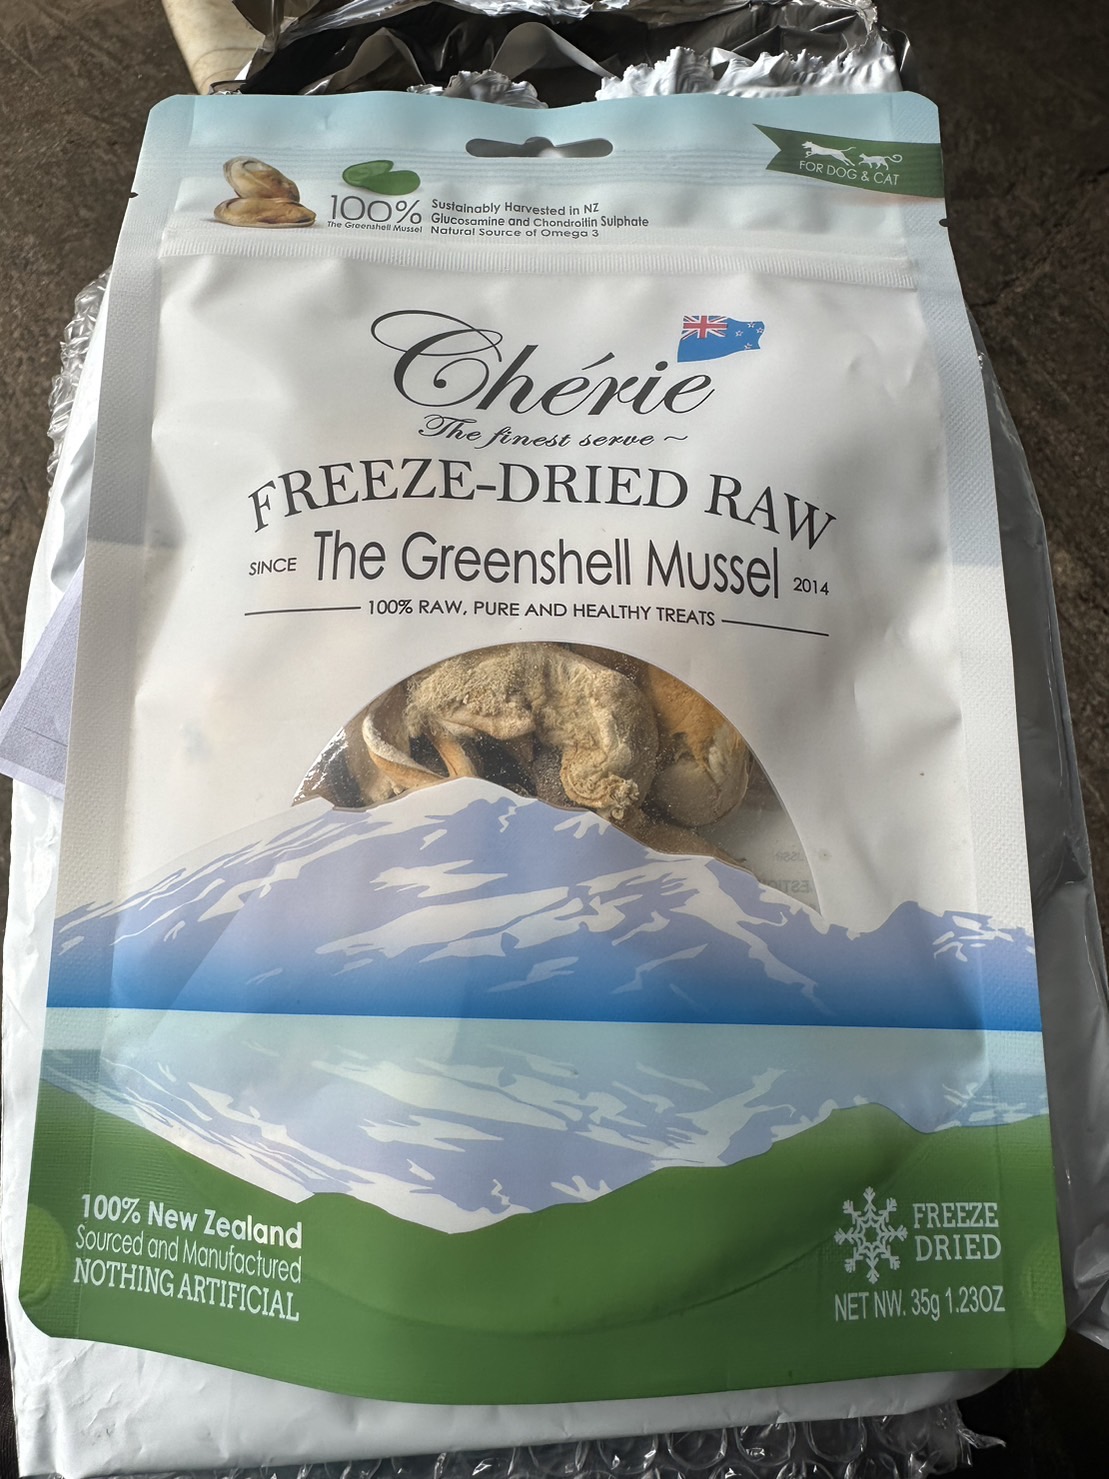 FOR DOG & CAT
100%
The Greenshell Mussel
Sustainably Harvested in NZ
Glucosamine and Chondroitin Sulphate
Natural Source of Omega 3
Chérie
The finest serve ~
FREEZE-DRIED RAW
SINCE The Greenshell Mussel 2014
100% RAW, PURE AND HEALTHY TREATS
100% New Zealand
Sourced and Manufactured
NOTHING ARTIFICIAL
FREEZE
DRIED
NET NW. 35g 1.23OZ